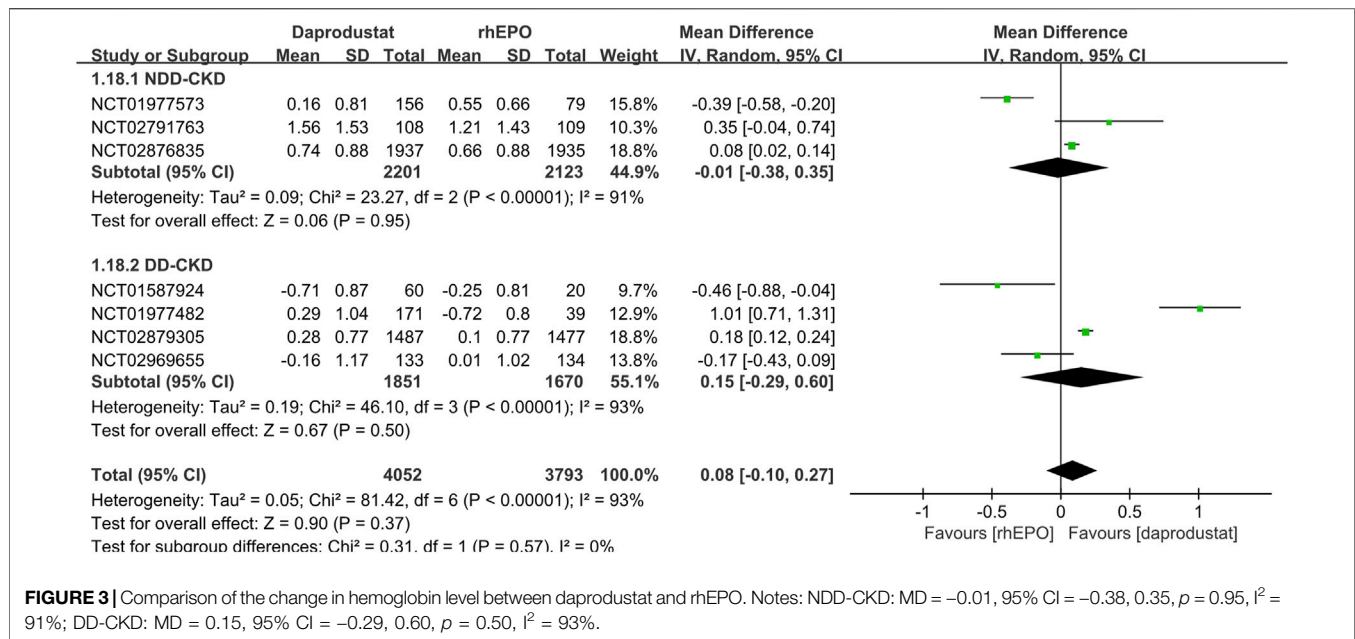 Daprodustat rhEPO Mean Difference Mean Difference
Study or Subgroup Mean SD Total Mean SD Total Weight IV, Random, 95% CI IV, Random, 95% CI
1.18.1 NDD-CKD
NCT01977573 0.16 0.81 156 0.55 0.66 79 15.8% -0.39 [-0.58, -0.20]
NCT02791763 1.56 1.53 108 1.21 1.43 109 10.3% 0.35 [-0.04, 0.74]
NCT02876835 0.74 0.88 1937 0.66 0.88 1935 18.8% 0.08 [0.02, 0.14]
Subtotal (95% CI) 2201 2123 44.9% -0.01 [-0.38, 0.35]
Heterogeneity: Tau² = 0.09; Chi² = 23.27, df = 2 (P < 0.00001); I² = 91%
Test for overall effect: Z = 0.06 (P = 0.95)
1.18.2 DD-CKD
NCT01587924 -0.71 0.87 60 -0.25 0.81 20 9.7% -0.46 [-0.88, -0.04]
NCT01977482 0.29 1.04 171 -0.72 0.8 39 12.9% 1.01 [0.71, 1.31]
NCT02879305 0.28 0.77 1487 0.1 0.77 1477 18.8% 0.18 [0.12, 0.24]
NCT02969655 -0.16 1.17 133 0.01 1.02 134 13.8% -0.17 [-0.43, 0.09]
Subtotal (95% CI) 1851 1670 55.1% 0.15 [-0.29, 0.60]
Heterogeneity: Tau² = 0.19; Chi² = 46.10, df = 3 (P < 0.00001); I² = 93%
Test for overall effect: Z = 0.67 (P = 0.50)
Total (95% CI) 4052 3793 100.0% 0.08 [-0.10, 0.27]
Heterogeneity: Tau² = 0.05; Chi² = 81.42, df = 6 (P < 0.00001); I² = 93%
Test for overall effect: Z = 0.90 (P = 0.37)
Test for subgroup differences: Chi² = 0.31, df = 1 (P = 0.57), I² = 0%
-1 -0.5 0 0.5 1
Favours [rhEPO] Favours [daprodustat]
FIGURE 3 | Comparison of the change in hemoglobin level between daprodustat and rhEPO. Notes: NDD-CKD: MD = −0.01, 95% CI = −0.38, 0.35, p = 0.95, I² =
91%; DD-CKD: MD = 0.15, 95% CI = −0.29, 0.60, p = 0.50, I² = 93%.